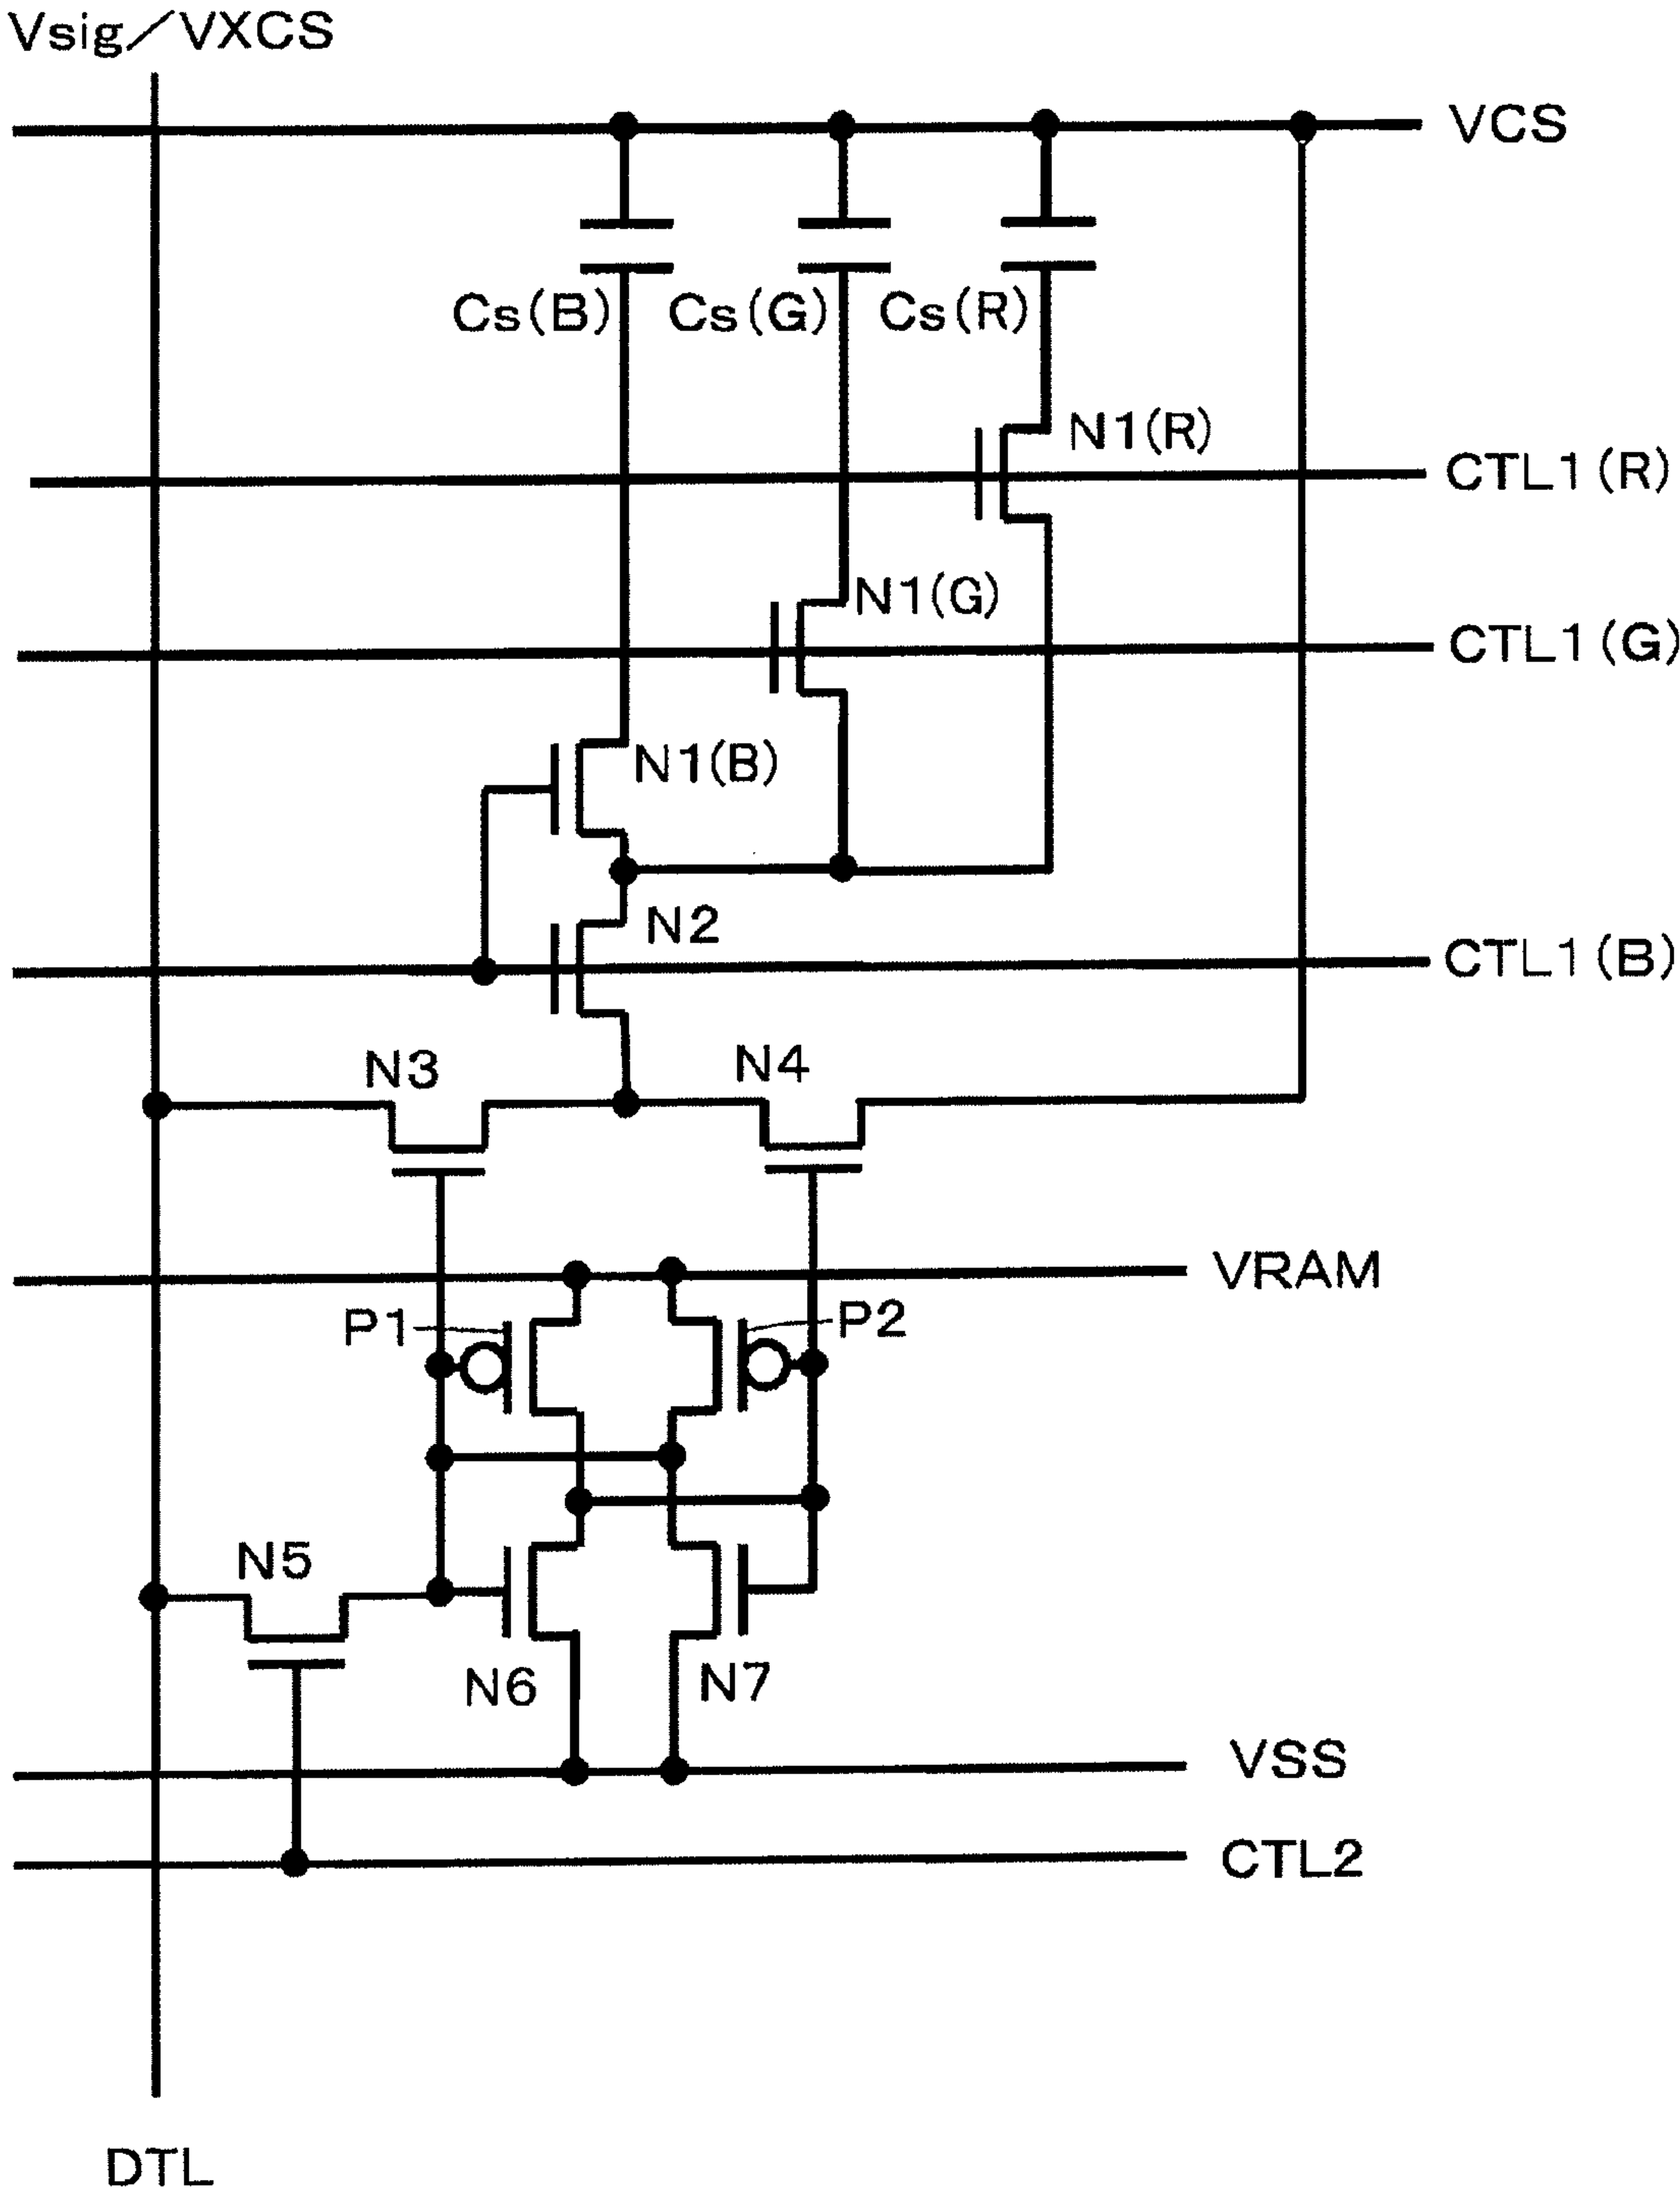 Vsig／VXCS
VCS
Cs(B)
Cs(G)
Cs(R)
N1(R)
CTL1(R)
N1(G)
CTL1(G)
N1(B)
N2
CTL1(B)
N3
N4
VRAM
P1
P2
N5
N6
N7
VSS
CTL2
DTL